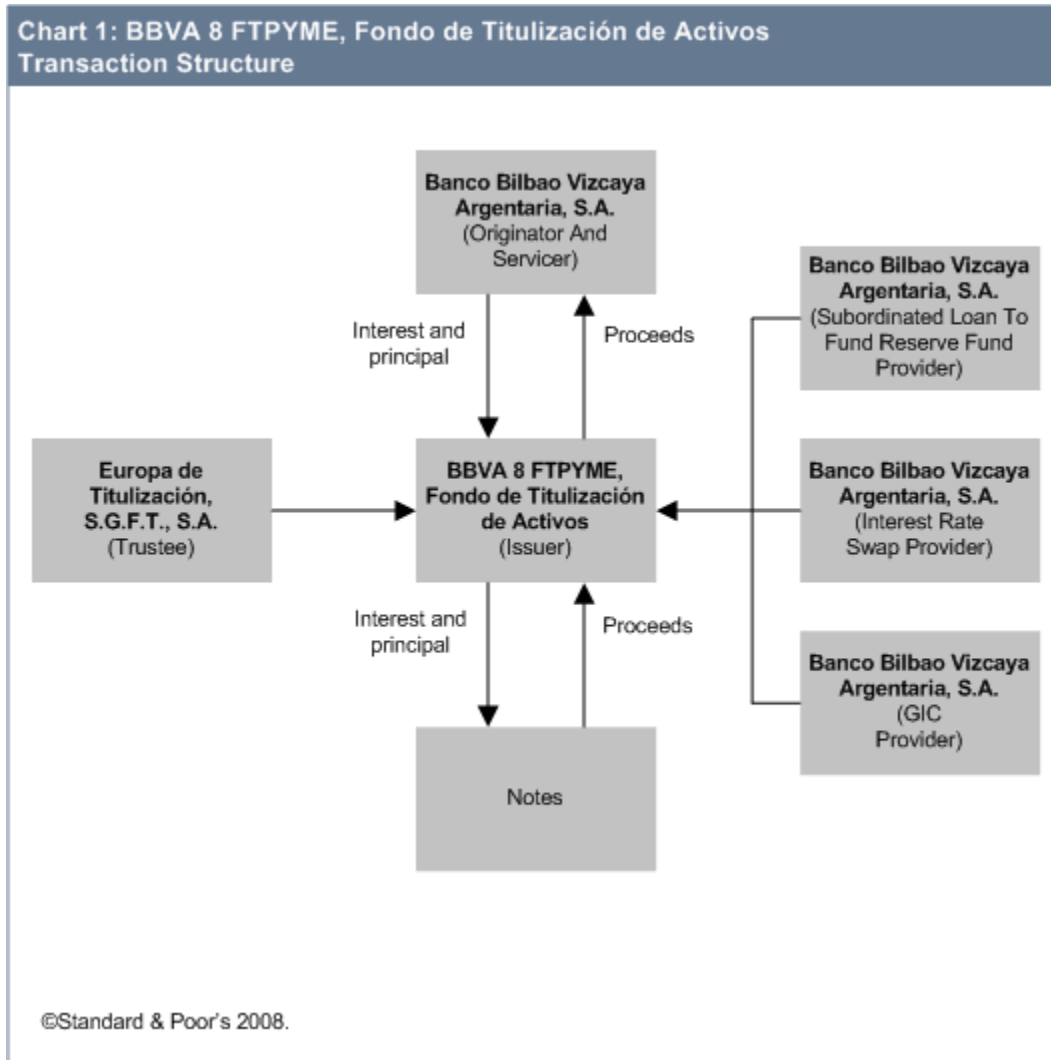 Chart 1: BBVA 8 FTPYME, Fondo de Titulización de Activos
Transaction Structure
Banco Bilbao Vizcaya
Argentaria, S.A.
(Originator And
Servicer)
Interest and
principal
Proceeds
Europa de
Titulización,
S.G.F.T., S.A.
(Trustee)
BBVA 8 FTPYME,
Fondo de Titulización
de Activos
(Issuer)
Banco Bilbao Vizcaya
Argentaria, S.A.
(Subordinated Loan To
Fund Reserve Fund
Provider)
Banco Bilbao Vizcaya
Argentaria, S.A.
(Interest Rate
Swap Provider)
Banco Bilbao Vizcaya
Argentaria, S.A.
(GIC
Provider)
Interest and
principal
Proceeds
Notes
©Standard & Poor's 2008.